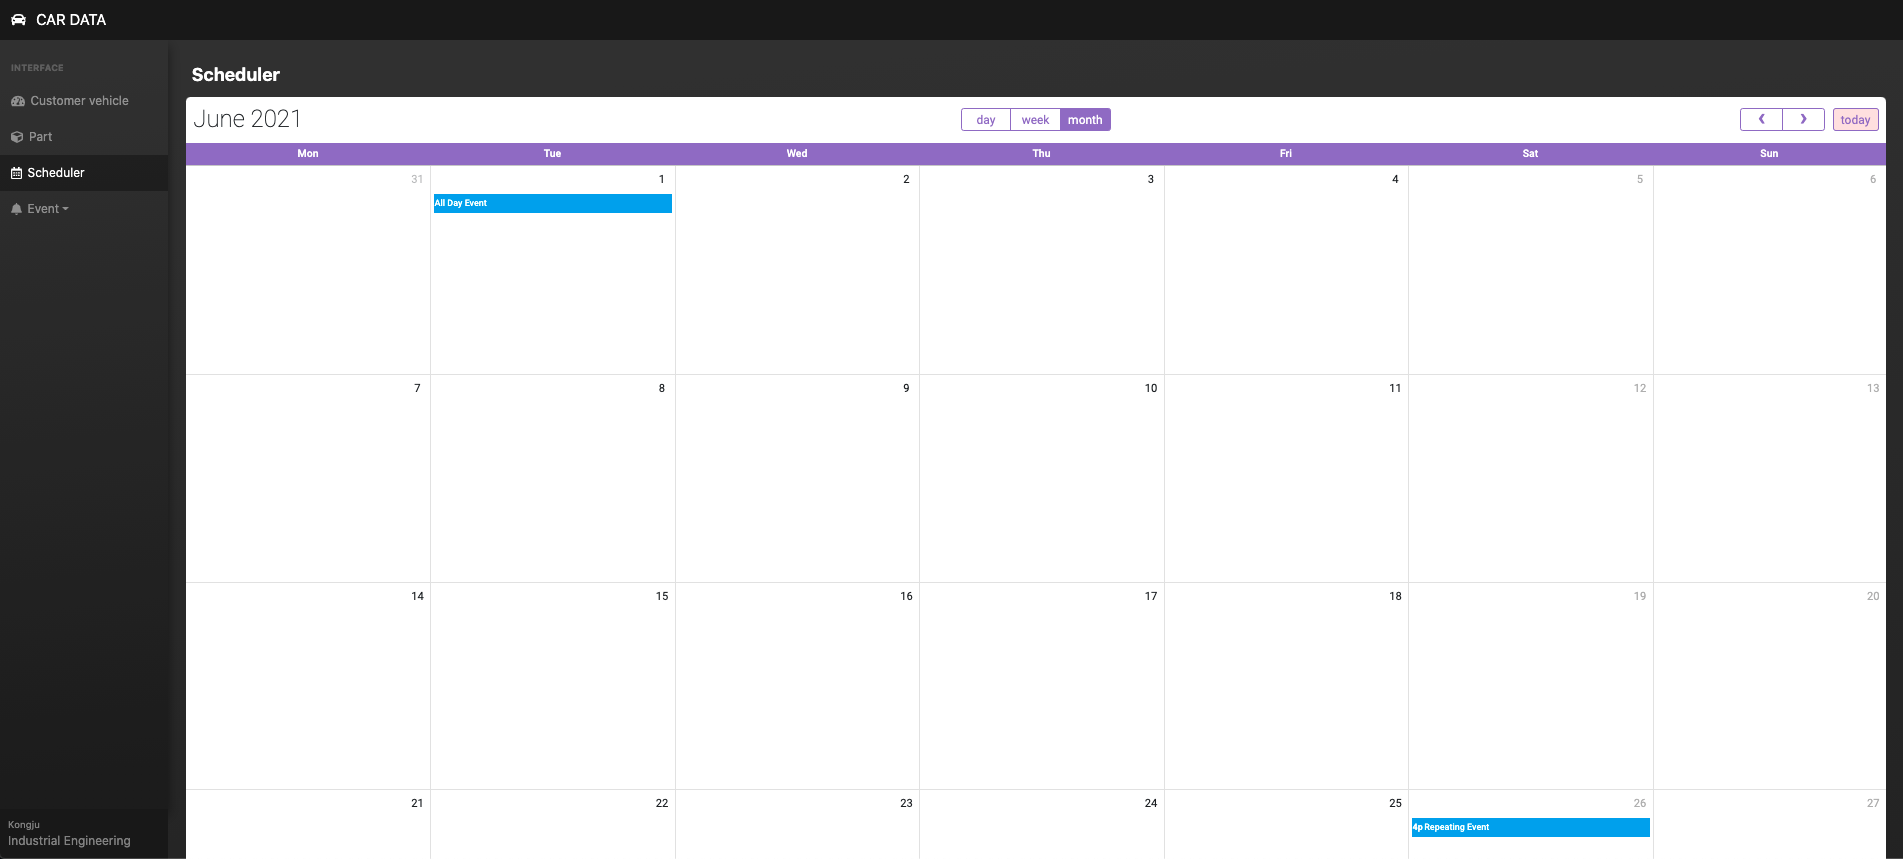 CAR DATA
INTERFACE
Customer vehicle
Part
Scheduler
Event
Kongju
Industrial Engineering
Scheduler
June 2021
day week month
today
Mon Tue Wed Thu Fri Sat Sun
31 1 2 3 4 5 6
All Day Event
7 8 9 10 11 12 13
14 15 16 17 18 19 20
21 22 23 24 25 26 27
4p Repeating Event